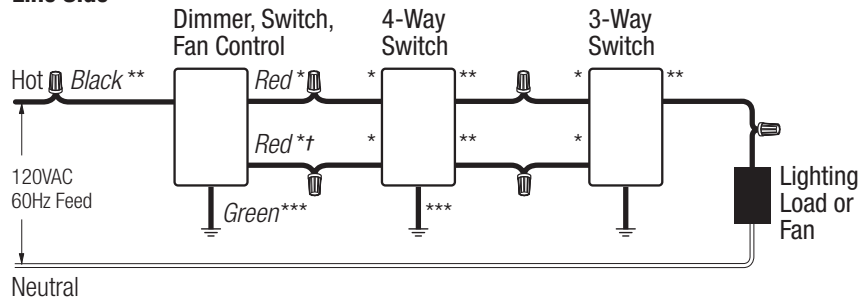 Line Side
Dimmer, Switch,
Fan Control
4-Way
Switch
3-Way
Switch
Hot
Black **
Red *
*
**
*
**
Red *†
*
**
*
120VAC
60Hz Feed
Green***
***
Lighting
Load or
Fan
Neutral